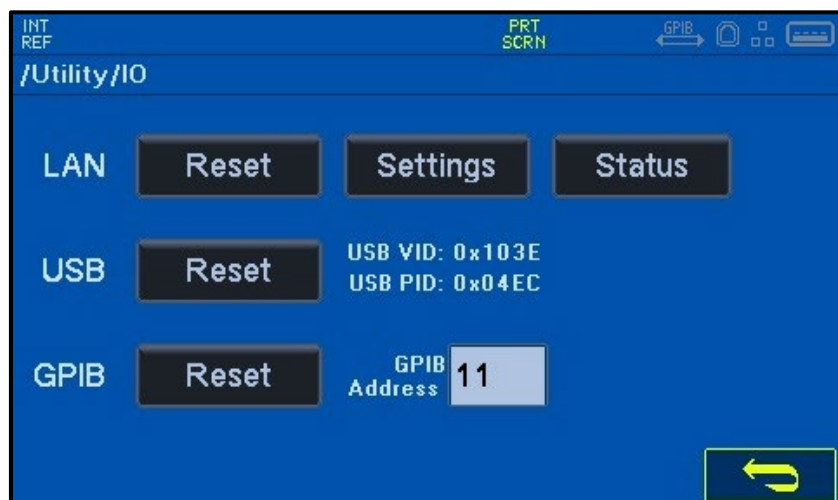 INT
REF
PRT
SCRN
GPIB
/Utility/IO
LAN
Reset
Settings
Status
USB
Reset
USB VID: 0x103E
USB PID: 0x04EC
GPIB
Reset
GPIB
Address
11